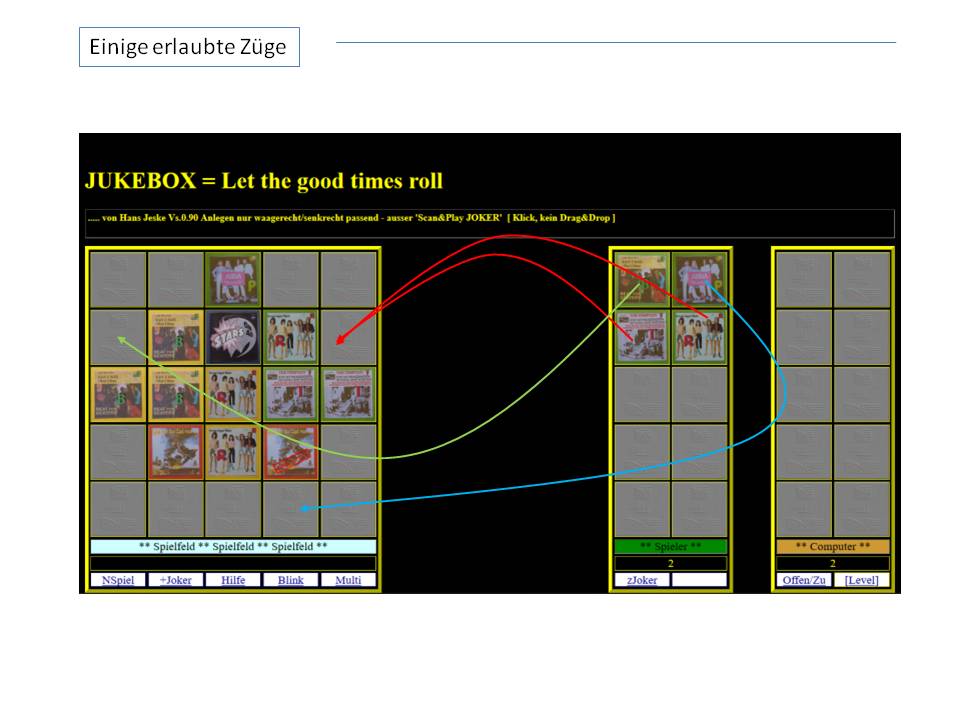 Einige erlaubte Züge
JUKEBOX = Let the good times roll
..... von Hans Jeske Vs.0.90 Anlegen nur waagerecht/senkrecht passend - ausser 'Scan&Play JOKER' [ Klick, kein Drag&Drop ]
ABBA
P
STARS
R
R
R
** Spielfeld ** Spielfeld ** Spielfeld **
** Spieler **
** Computer **
2
2
NSpiel +Joker Hilfe Blink Multi
zJoker
Offen/Zu [Level]